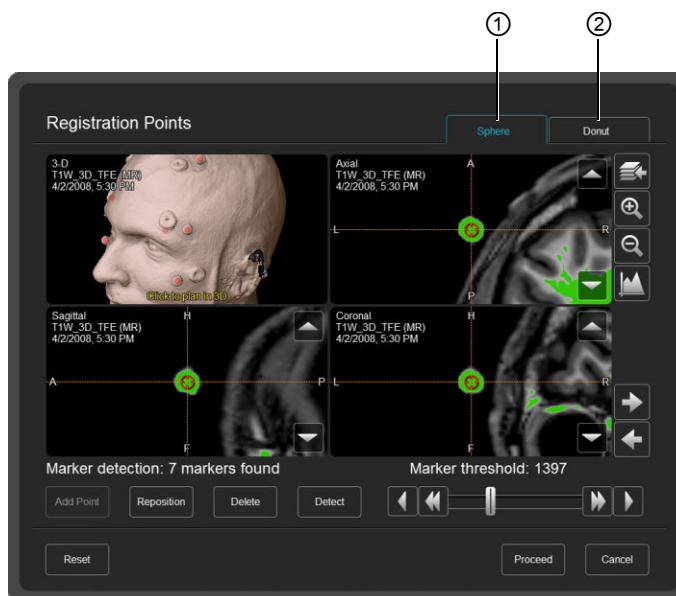 ① ②
Registration Points
Sphere Donut
3-D
T1W_3D_TFE (MR)
4/2/2008, 5:30 PM
Click to plan in 3D
Axial
T1W_3D_TFE (MR)
4/2/2008, 5:30 PM
A
L
R
P
Sagittal
T1W_3D_TFE (MR)
4/2/2008, 5:30 PM
H
A
P
F
Coronal
T1W_3D_TFE (MR)
4/2/2008, 5:30 PM
H
L
R
F
Marker detection: 7 markers found
Marker threshold: 1397
Add Point Reposition Delete Detect
Reset Proceed Cancel